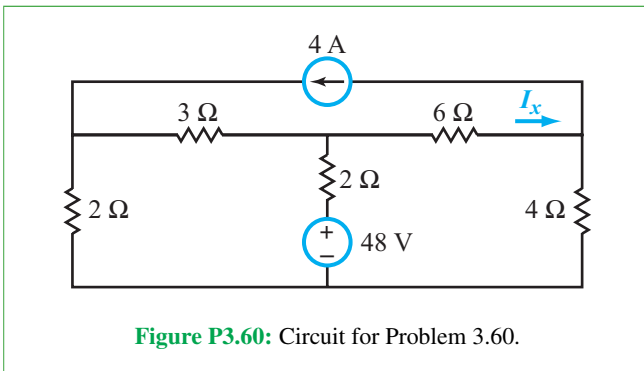 4 A
3 Ω
6 Ω
Iₓ
2 Ω
2 Ω
4 Ω
+
48 V
−
Figure P3.60: Circuit for Problem 3.60.